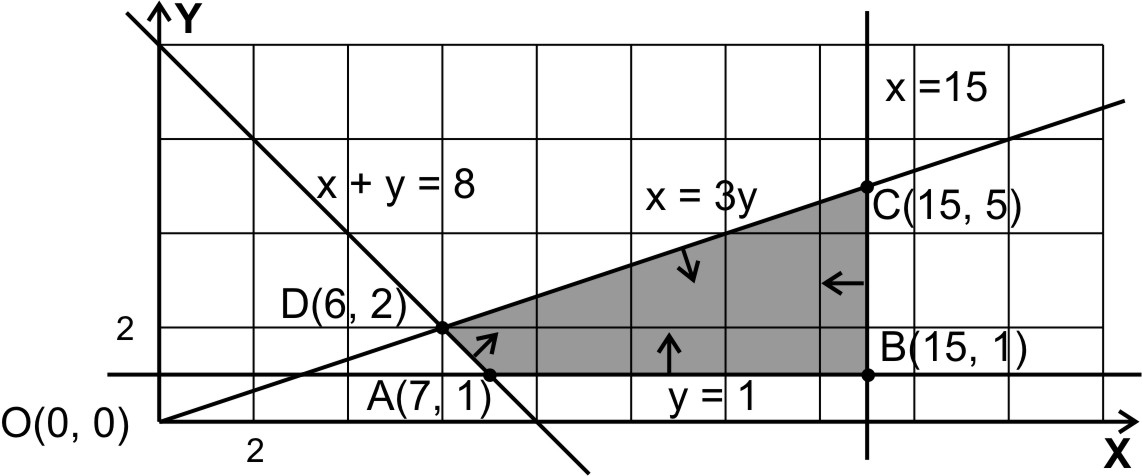 Y
x =15
x + y = 8
x = 3y
C(15, 5)
D(6, 2)
2
B(15, 1)
A(7, 1)
y = 1
O(0, 0)
2
X